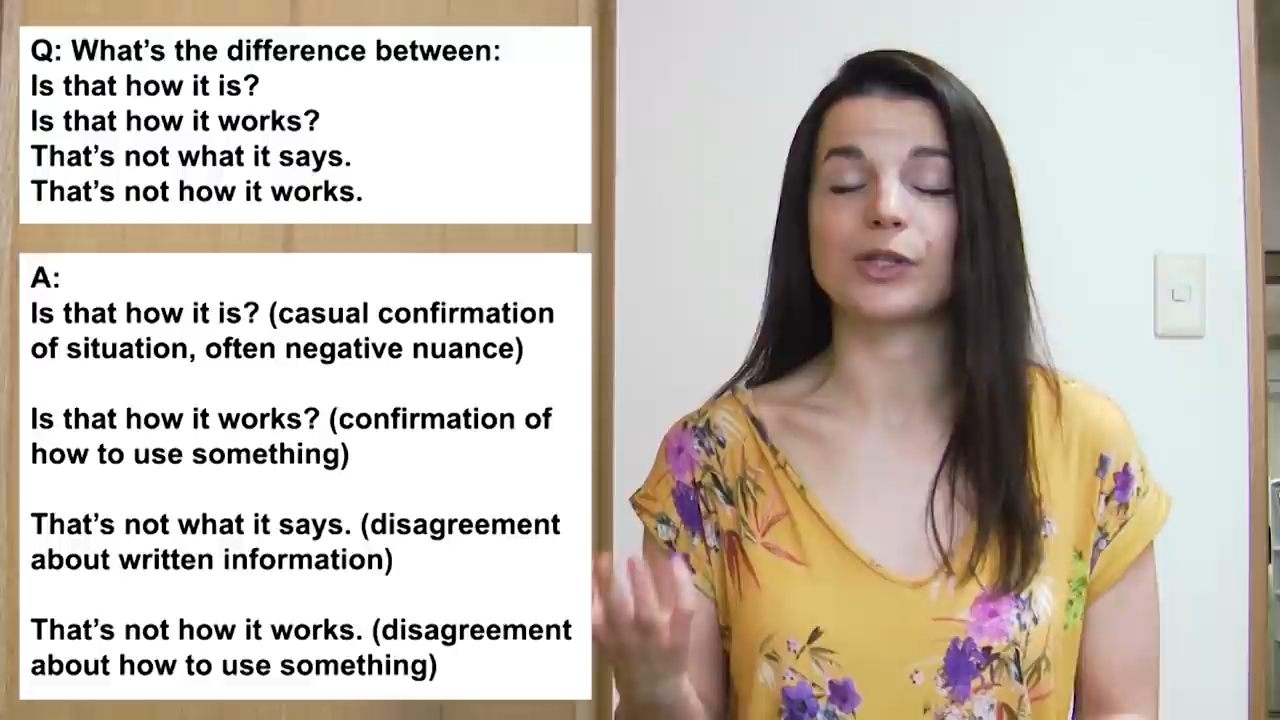 Q: What's the difference between:
Is that how it is?
Is that how it works?
That's not what it says.
That's not how it works.
A:
Is that how it is? (casual confirmation
of situation, often negative nuance)
Is that how it works? (confirmation of
how to use something)
That's not what it says. (disagreement
about written information)
That's not how it works. (disagreement
about how to use something)